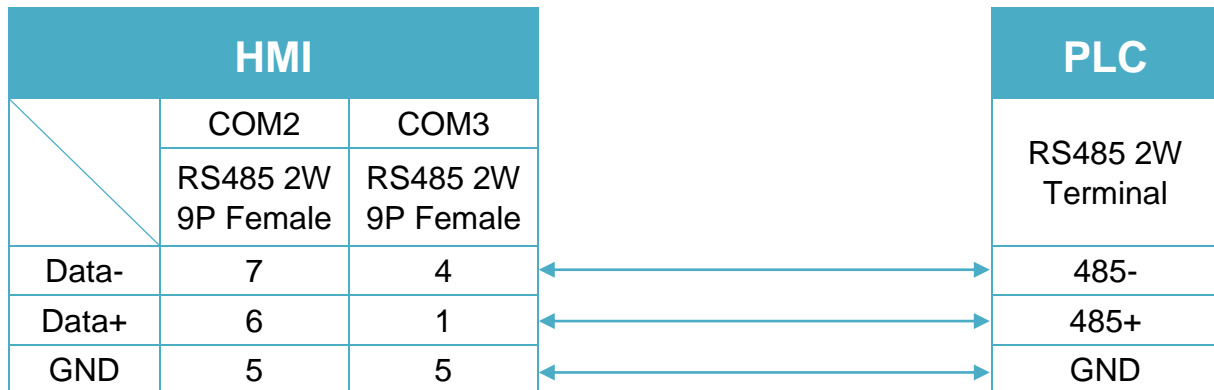 HMI
PLC
COM2 COM3
RS485 2W
9P Female
RS485 2W
9P Female
RS485 2W
Terminal
Data- 7 4 485-
Data+ 6 1 485+
GND 5 5 GND